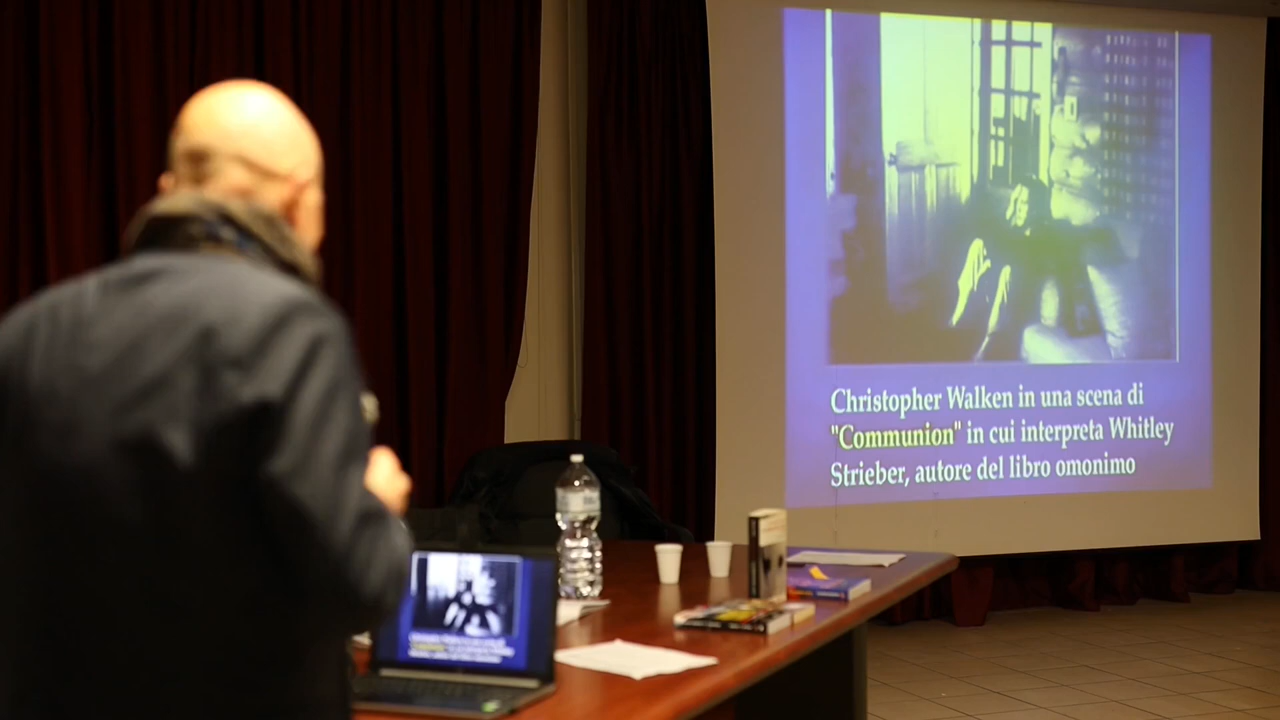 Christopher Walken in una scena di
"Communion" in cui interpreta Whitley
Strieber, autore del libro omonimo